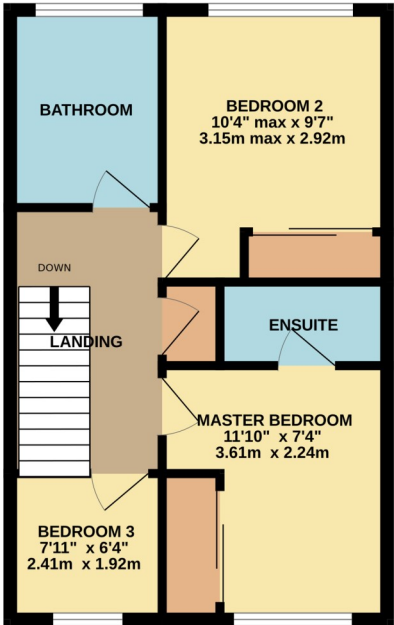 BATHROOM
BEDROOM 2
10'4" max x 9'7"
3.15m max x 2.92m
DOWN
LANDING
ENSUITE
MASTER BEDROOM
11'10" x 7'4"
3.61m x 2.24m
BEDROOM 3
7'11" x 6'4"
2.41m x 1.92m